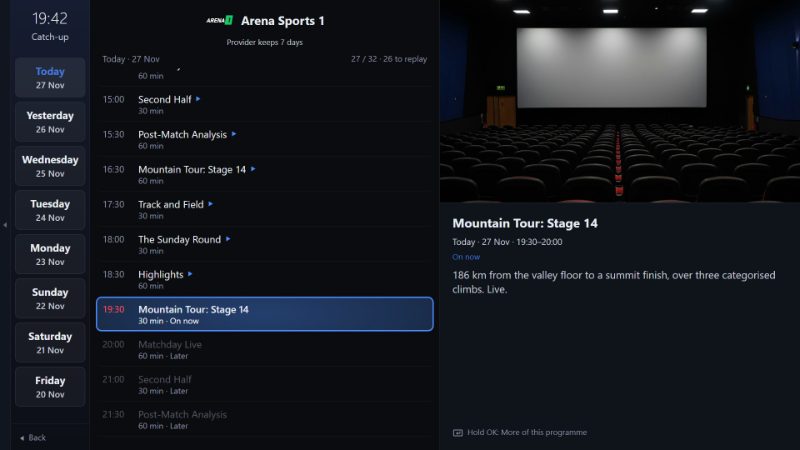 19:42
Catch-up
Today
27 Nov
Yesterday
26 Nov
Wednesday
25 Nov
Tuesday
24 Nov
Monday
23 Nov
Sunday
22 Nov
Saturday
21 Nov
Friday
20 Nov
Back
ARENA 1 Arena Sports 1
Provider keeps 7 days
Today · 27 Nov 27 / 32 · 26 to replay
60 min
15:00 Second Half
30 min
15:30 Post-Match Analysis
60 min
16:30 Mountain Tour: Stage 14
60 min
17:30 Track and Field
30 min
18:00 The Sunday Round
30 min
18:30 Highlights
60 min
19:30 Mountain Tour: Stage 14
30 min · On now
20:00 Matchday Live
60 min · Later
21:00 Second Half
30 min · Later
21:30 Post-Match Analysis
60 min · Later
Mountain Tour: Stage 14
Today · 27 Nov · 19:30–20:00
On now
186 km from the valley floor to a summit finish, over three categorised
climbs. Live.
Hold OK: More of this programme